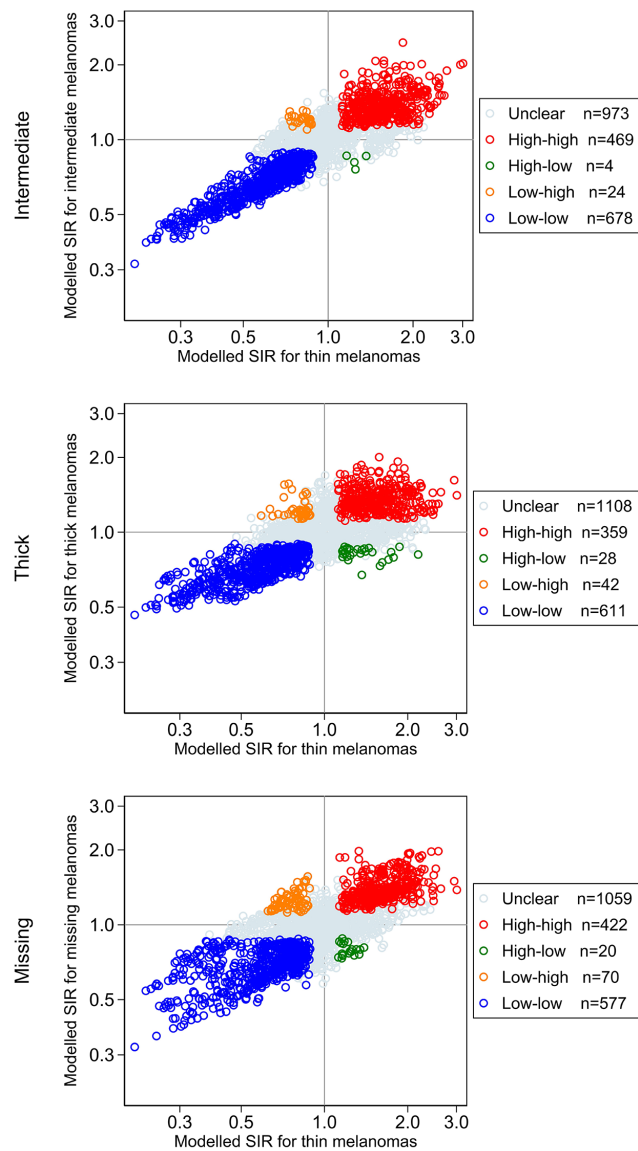 Intermediate
Modelled SIR for intermediate melanomas
3.0
2.0
1.0
0.5
0.3
0.3 0.5 1.0 2.0 3.0
Modelled SIR for thin melanomas
Unclear n=973
High-high n=469
High-low n=4
Low-high n=24
Low-low n=678
Thick
Modelled SIR for thick melanomas
3.0
2.0
1.0
0.5
0.3
0.3 0.5 1.0 2.0 3.0
Modelled SIR for thin melanomas
Unclear n=1108
High-high n=359
High-low n=28
Low-high n=42
Low-low n=611
Missing
Modelled SIR for missing melanomas
3.0
2.0
1.0
0.5
0.3
0.3 0.5 1.0 2.0 3.0
Modelled SIR for thin melanomas
Unclear n=1059
High-high n=422
High-low n=20
Low-high n=70
Low-low n=577